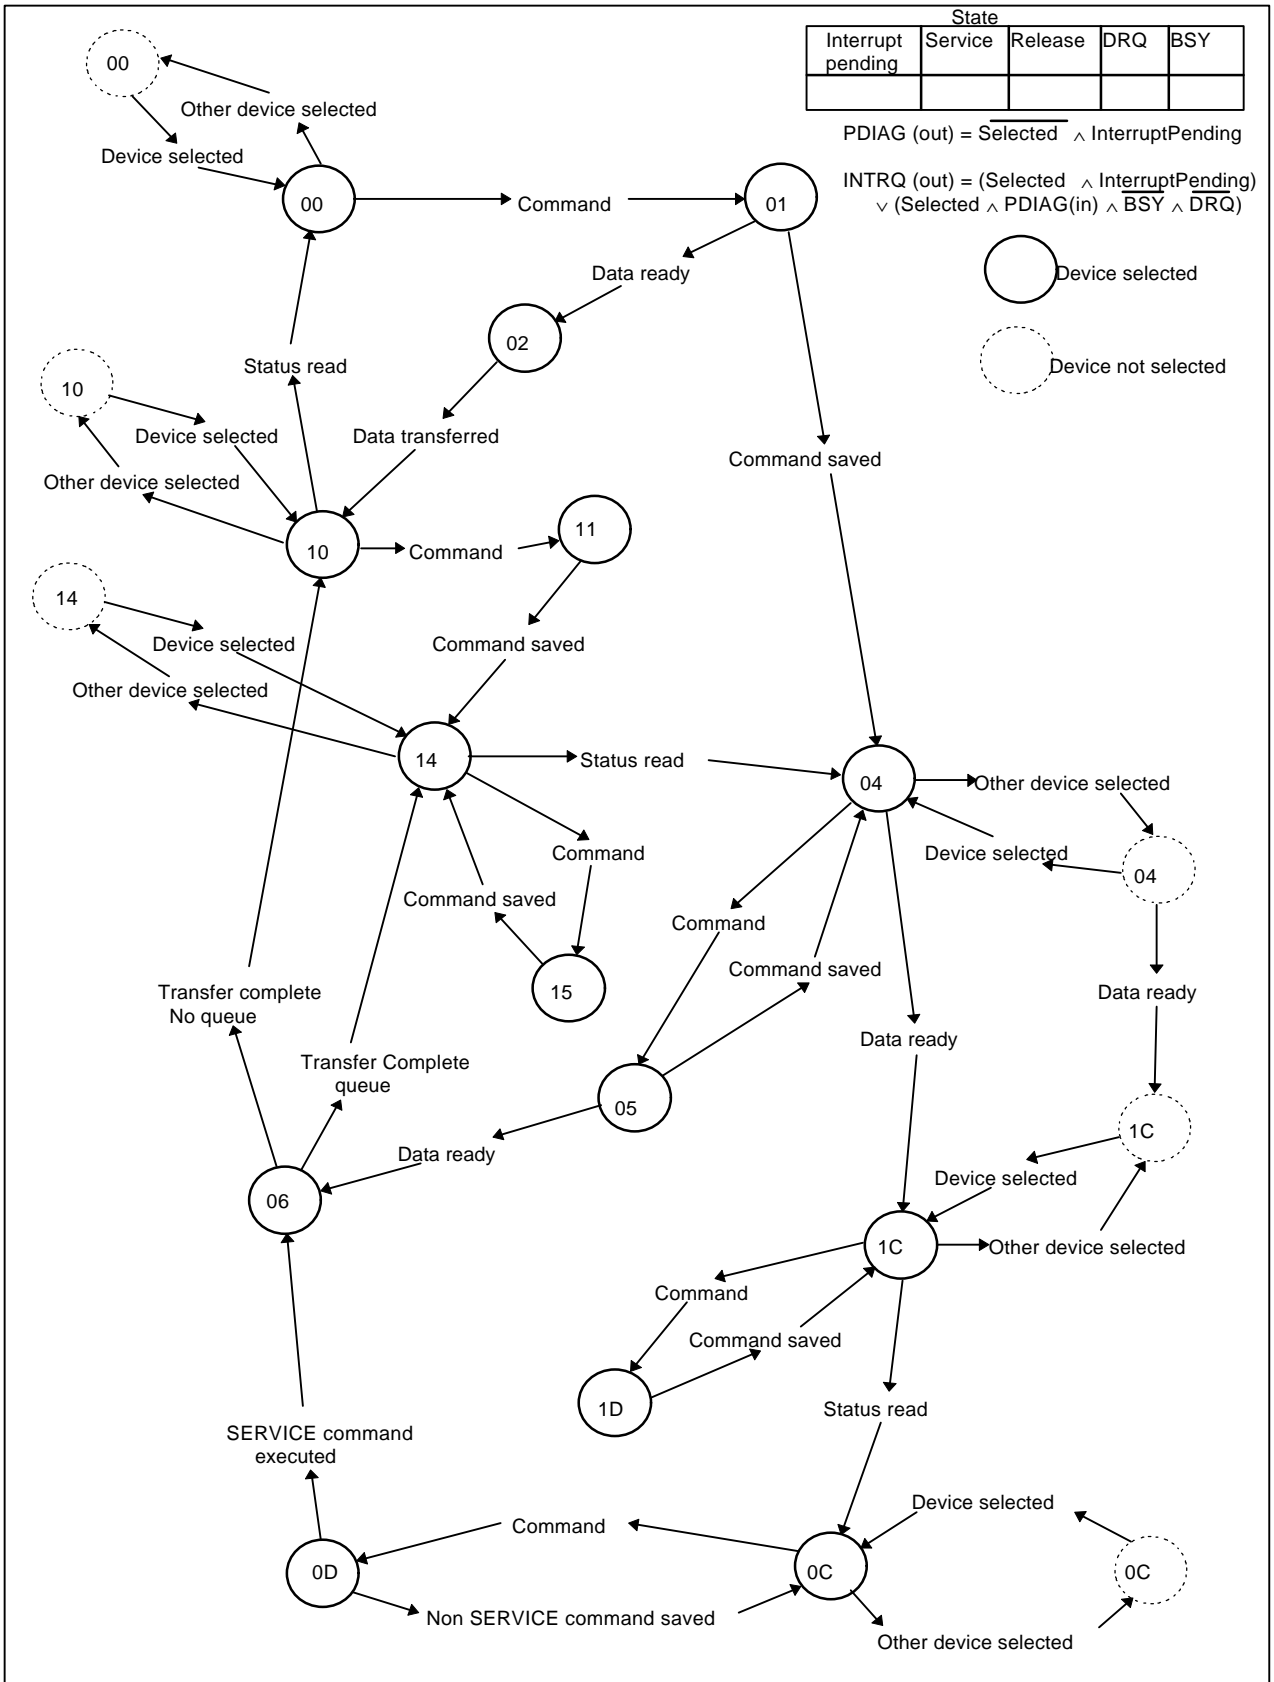 State
Interrupt pending Service Release DRQ BSY
00
Other device selected
PDIAG (out) = Selected ∧ InterruptPending
Device selected
INTRQ (out) = (Selected ∧ InterruptPending)
∨ (Selected ∧ PDIAG(in) ∧ BSY ∧ DRQ)
00
Command
01
Data ready
Device selected
02
Status read
Device not selected
10
Device selected
Data transferred
Command saved
Other device selected
11
10
Command
14
Device selected
Command saved
Other device selected
14
Status read
04
Other device selected
Command
Device selected
04
Command saved
Command
Command saved
15
Transfer complete
No queue
Data ready
Data ready
Transfer Complete
queue
05
1C
Data ready
Device selected
06
1C
Other device selected
Command
Command saved
1D
Status read
SERVICE command
executed
Device selected
Command
0D
0C
0C
Non SERVICE command saved
Other device selected